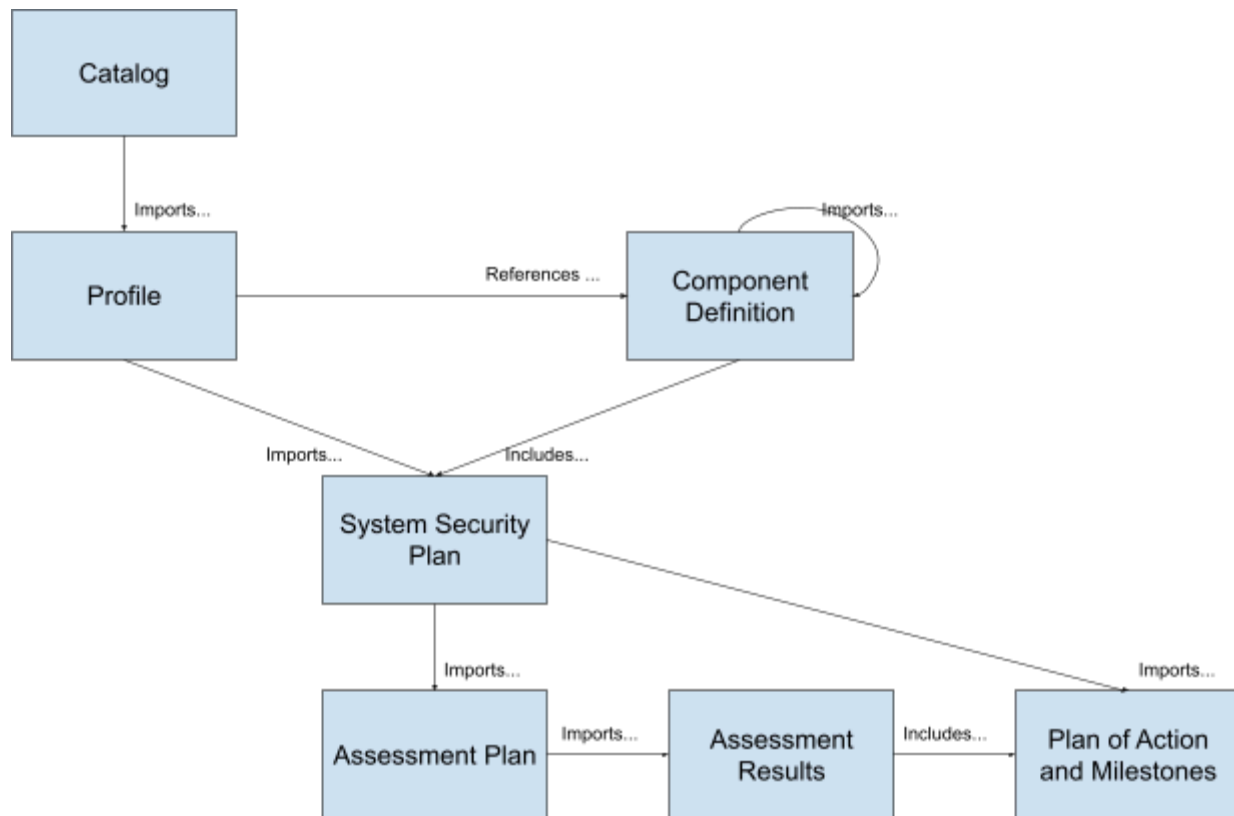 Catalog
Imports...
Profile
References ...
Imports...
Component
Definition
Imports...
Includes...
System Security
Plan
Imports...
Imports...
Assessment Plan
Imports...
Assessment
Results
Includes...
Plan of Action
and Milestones